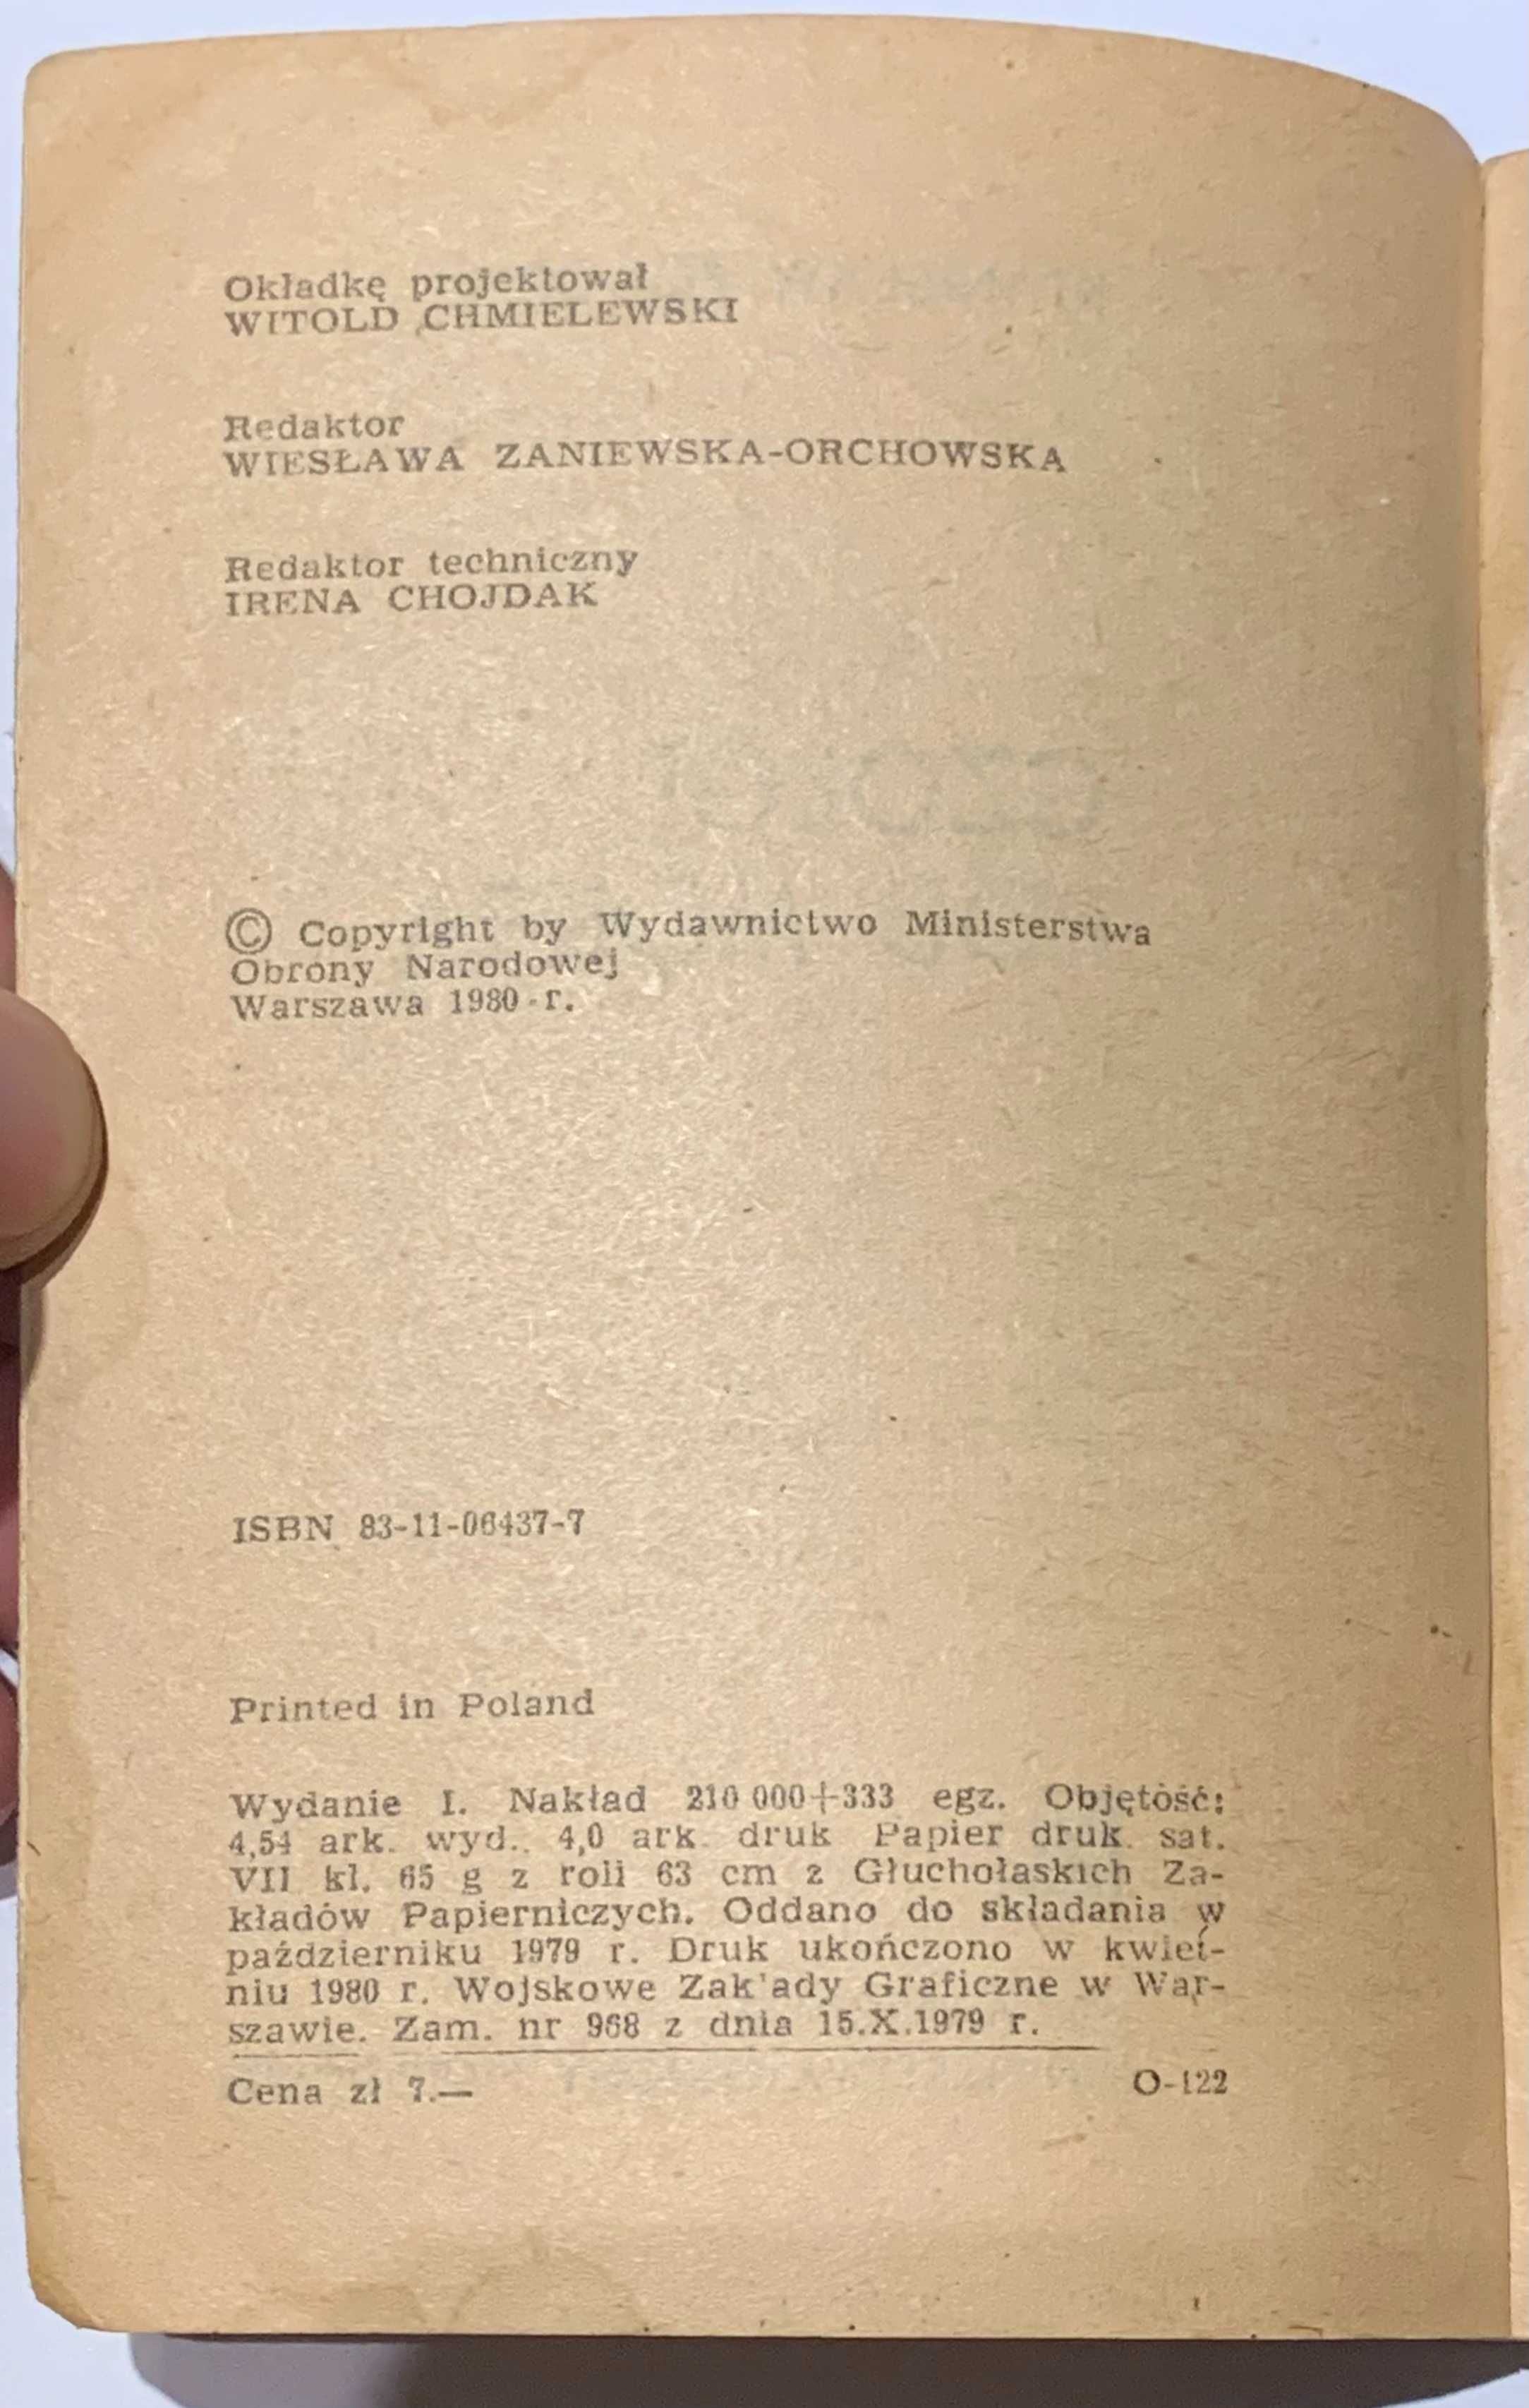 Okładkę projektował
WITOLD CHMIELEWSKI
Redaktor
WIESŁAWA ZANIEWSKA-ORCHOWSKA
Redaktor techniczny
IRENA CHOJDAK
© Copyright by Wydawnictwo Ministerstwa
Obrony Narodowej
Warszawa 1980 r.
ISBN 83-11-06437-7
Printed in Poland
Wydanie I. Nakład 210 000+333 egz. Objętość:
4,54 ark. wyd.. 4,0 ark. druk Papier druk. sat.
VII kl. 65 g z roli 63 cm z Głuchołaskich Za-
kładów Papierniczych. Oddano do składania w
październiku 1979 r. Druk ukończono w kwiet-
niu 1980 r. Wojskowe Zak'ady Graficzne w War-
szawie. Zam. nr 968 z dnia 15.X.1979 r.
Cena zł 7.— O-122